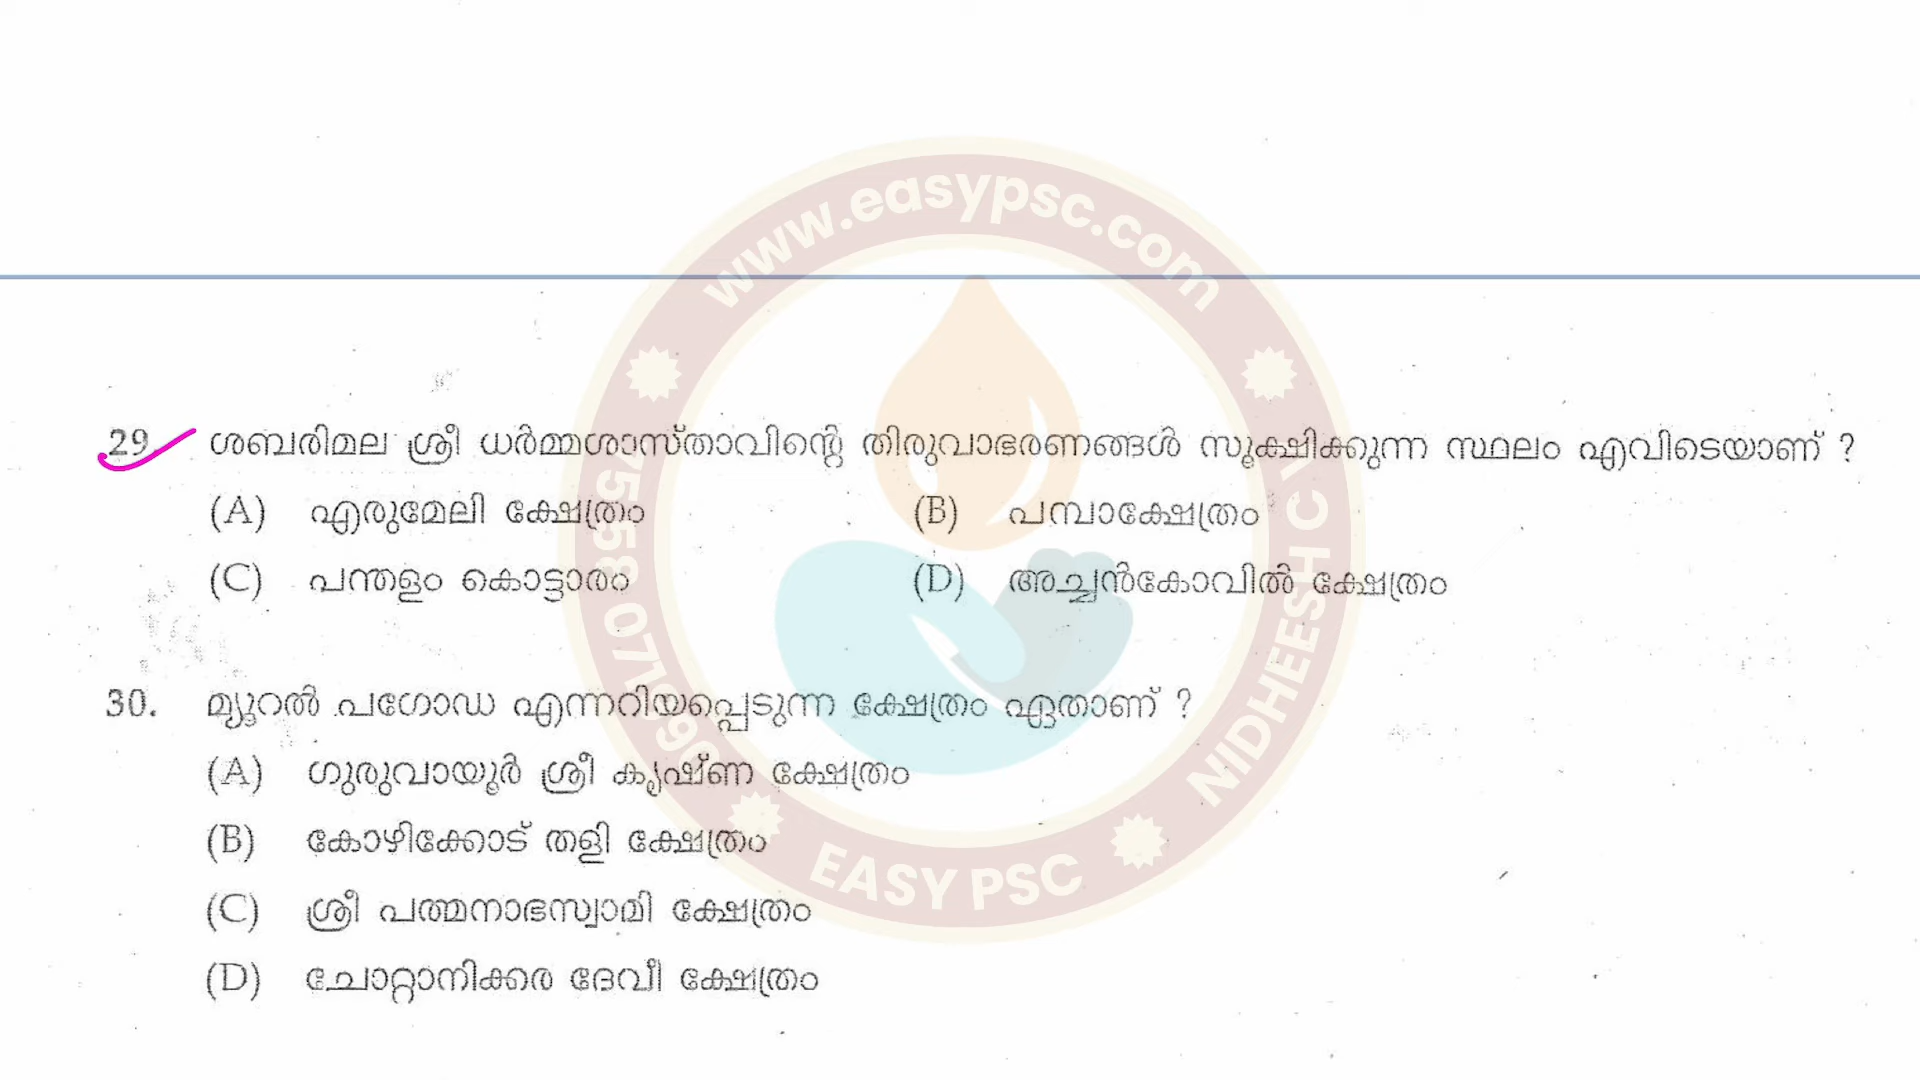 www.easypsc.com
29. ശബരിമല ശ്രീ ധർമ്മശാസ്താവിന്റെ തിരുവാഭരണങ്ങൾ സൂക്ഷിക്കുന്ന സ്ഥലം എവിടെയാണ് ?
(A) എരുമേലി ക്ഷേത്രം (B) പമ്പാക്ഷേത്രം
(C) പന്തളം കൊട്ടാരം (D) അച്ചൻകോവിൽ ക്ഷേത്രം
30. മ്യൂറൽ പഗോഡ എന്നറിയപ്പെടുന്ന ക്ഷേത്രം ഏതാണ് ?
(A) ഗുരുവായൂർ ശ്രീ കൃഷ്ണ ക്ഷേത്രം
(B) കോഴിക്കോട് തളി ക്ഷേത്രം
(C) ശ്രീ പത്മനാഭസ്വാമി ക്ഷേത്രം
(D) ചോറ്റാനിക്കര ദേവീ ക്ഷേത്രം
EASY PSC
NIDHEESH C V